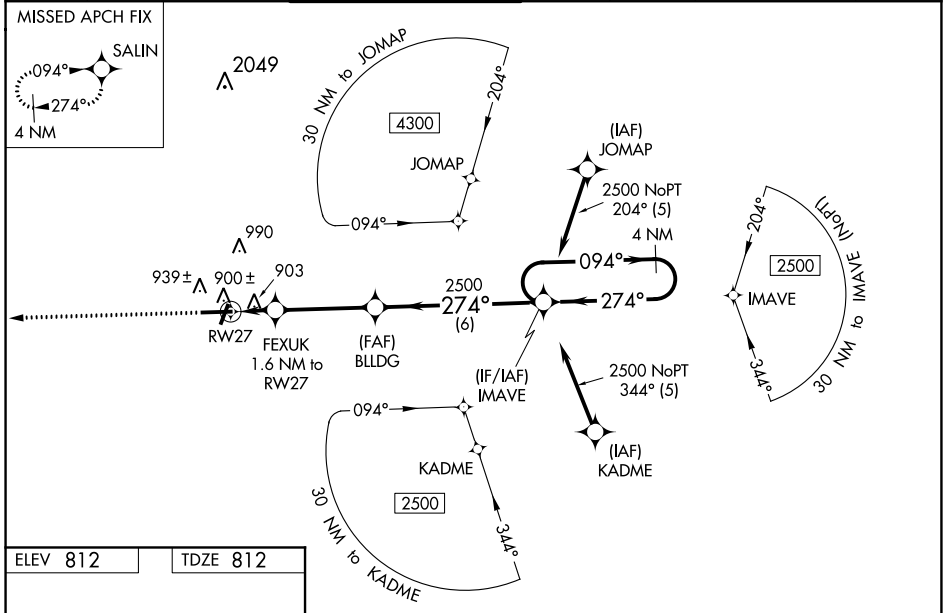 MISSED APCH FIX
SALIN
094°
274°
4 NM
2049
30 NM to JOMAP
204°
4300
JOMAP
094°
(IAF)
JOMAP
2500 NoPT
204° (5)
4 NM
094°
274°
990
939±
900±
903
2500
274°
(6)
RW27
FEXUK
1.6 NM to
RW27
(FAF)
BLLDG
(IF/IAF)
IMAVE
204°
2500
IMAVE
344°
30 NM to IMAVE (NoPT)
2500 NoPT
344° (5)
(IAF)
KADME
094°
KADME
2500
344°
30 NM to KADME
ELEV 812
TDZE 812